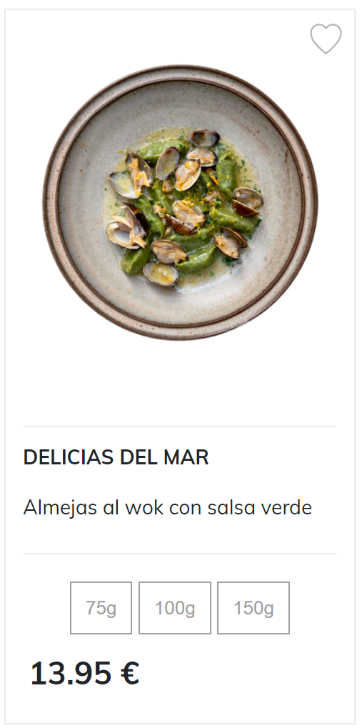 DELICIAS DEL MAR
Almejas al wok con salsa verde
75g 100g 150g
13.95 €